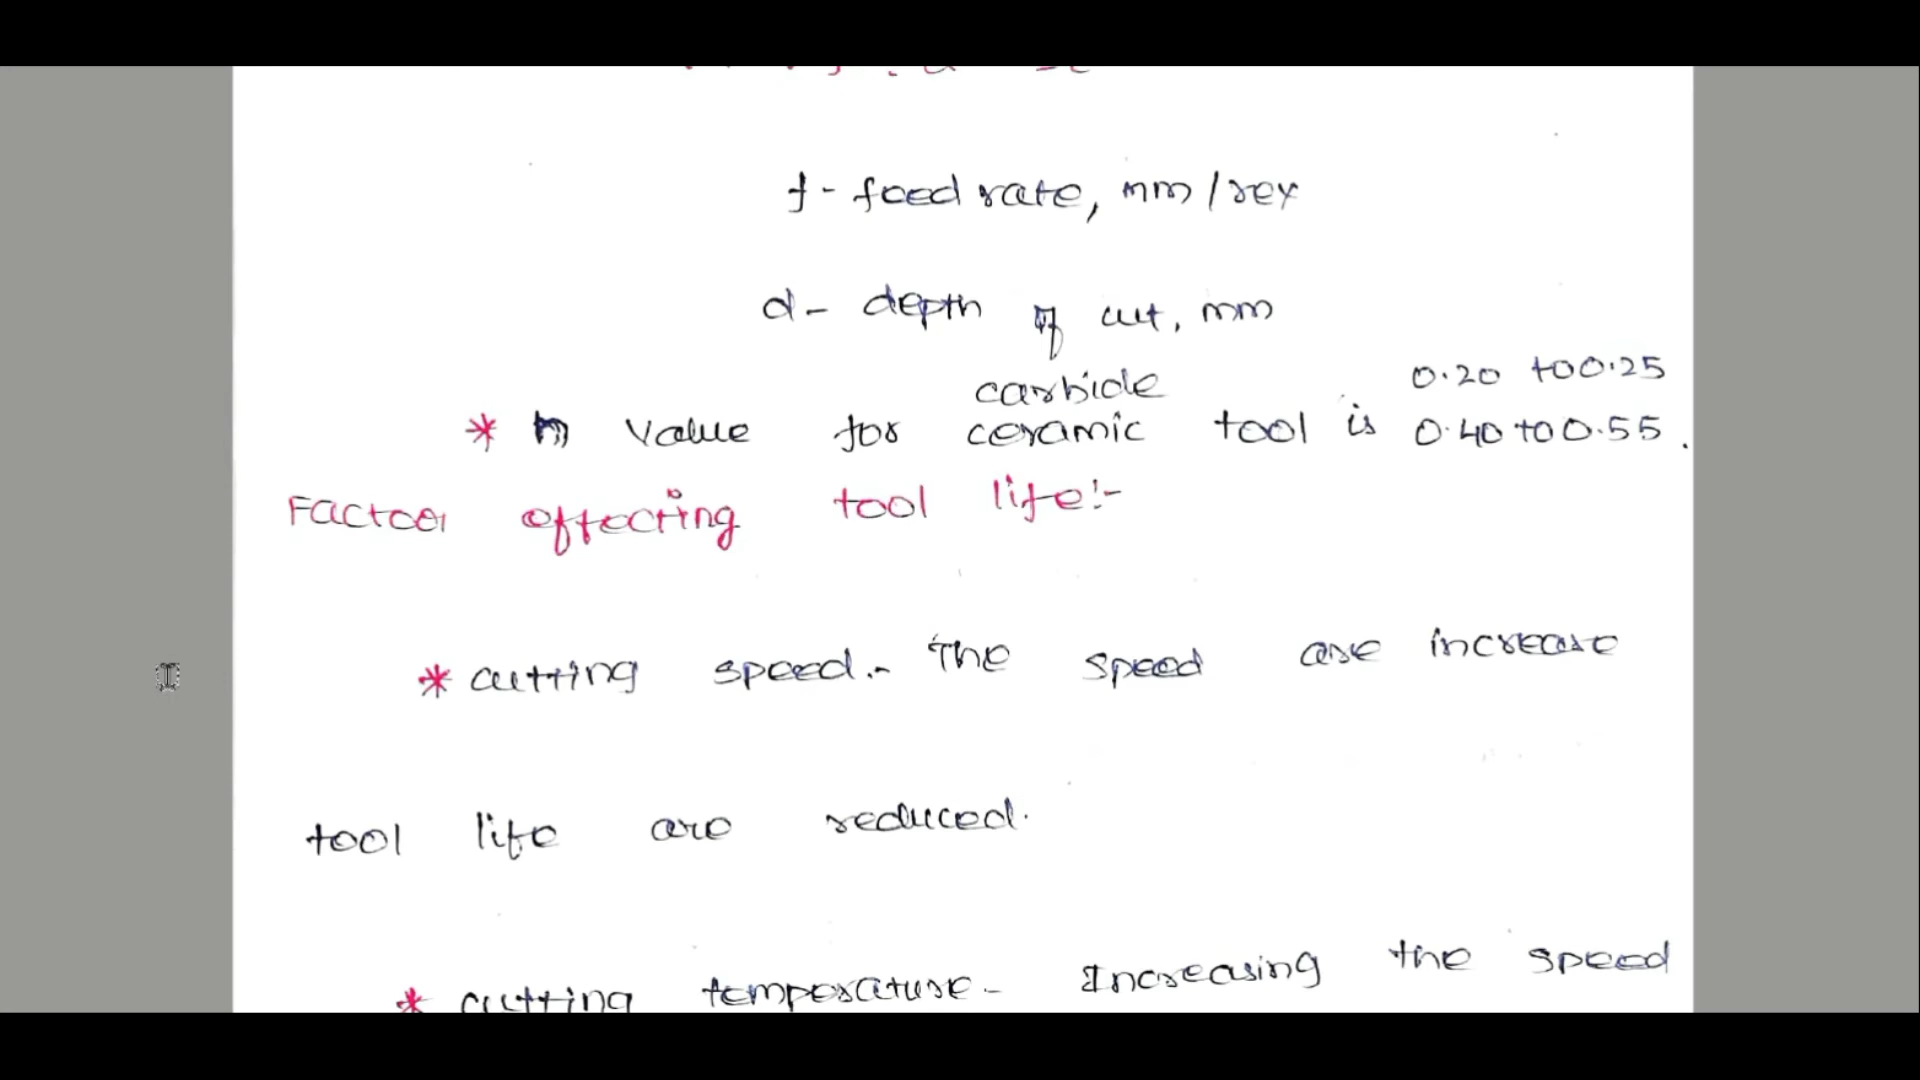 f - feed rate, mm/rev
d - depth of cut, mm
carbide 0.20 to 0.25
* n value for ceramic tool is 0.40 to 0.55.
Factor effecting tool life:-
* cutting speed.- The speed are increase
tool life are reduced.
* cutting temperature - Increasing the speed